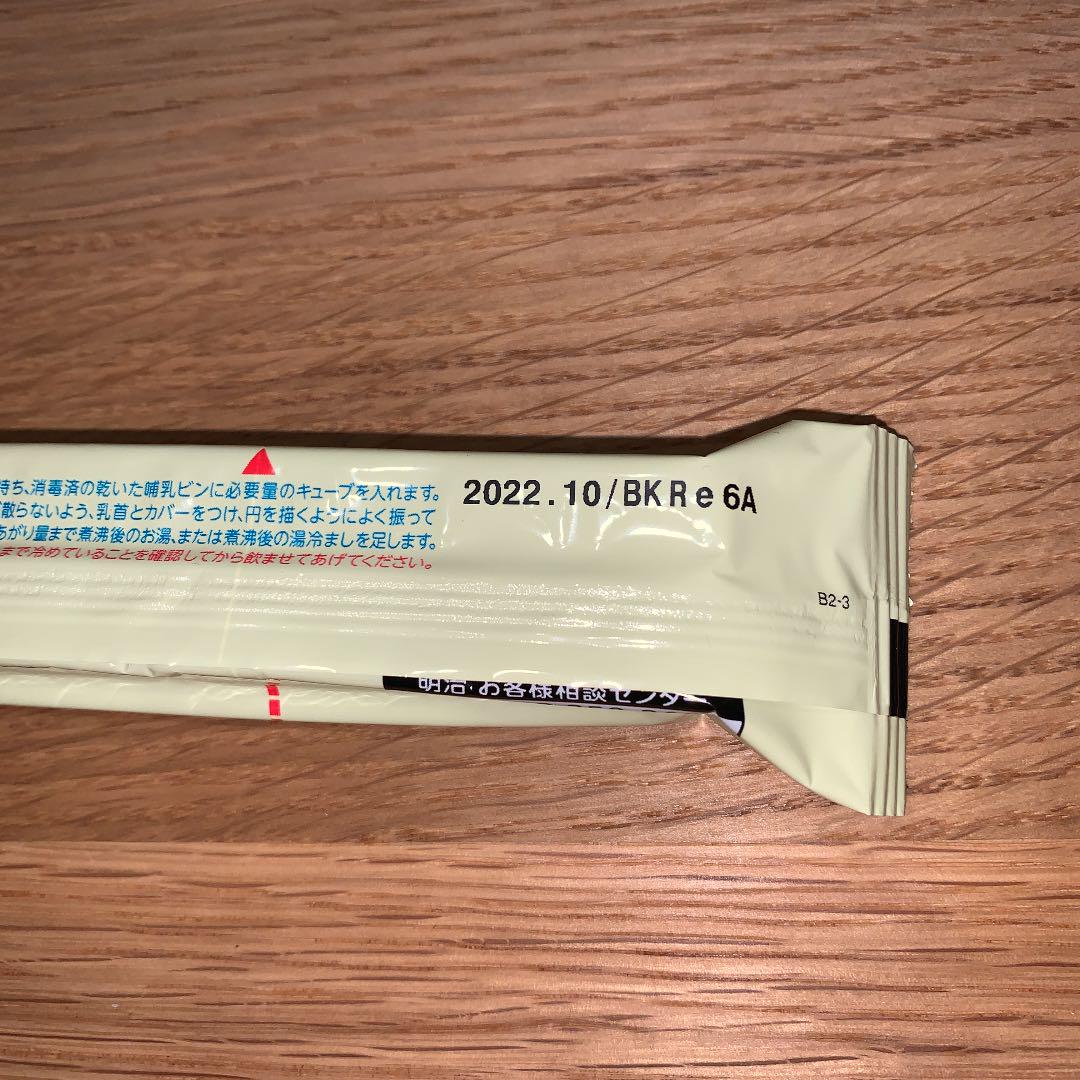 持ち、消毒済の乾いた哺乳ビンに必要量のキューブを入れます。
散らないよう、乳首とカバーをつけ、円を描くようによく振って
あがり量まで煮沸後のお湯、または煮沸後の湯冷ましを足します。
まで冷めていることを確認してから飲ませてあげてください。
2022.10/BKRe6A
B2-3
明治・お客様相談センター